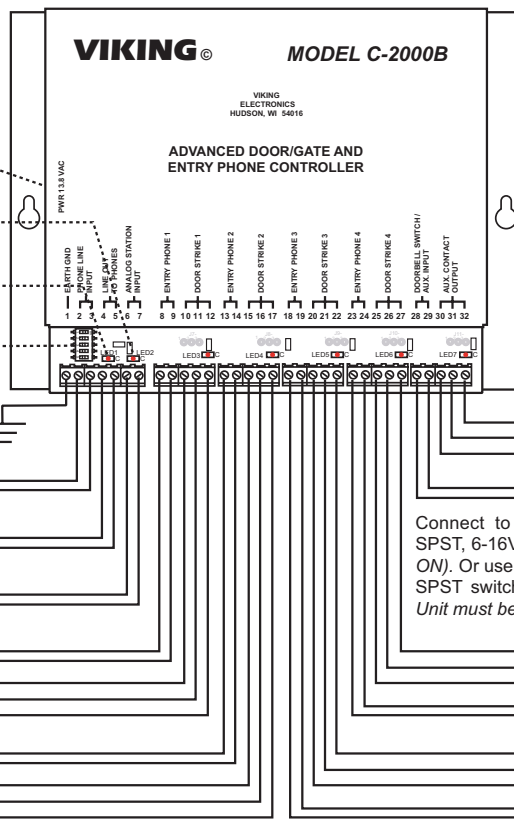 VIKING©
MODEL C-2000B
VIKING
ELECTRONICS
HUDSON, WI 54016
ADVANCED DOOR/GATE AND
ENTRY PHONE CONTROLLER
PWR 13.8 VAC
EARTH GND
PHONE LINE
INPUT
LINE OUT
TO PHONES
ANALOG STATION
INPUT
ENTRY PHONE 1
DOOR STRIKE 1
ENTRY PHONE 2
DOOR STRIKE 2
ENTRY PHONE 3
DOOR STRIKE 3
ENTRY PHONE 4
DOOR STRIKE 4
DOORBELL SWITCH /
AUX. INPUT
AUX. CONTACT
OUTPUT
1 2 3 4 5 6 7 8 9 10 11 12 13 14 15 16 17 18 19 20 21 22 23 24 25 26 27 28 29 30 31 32
LED1 C LED2 C LED3 C LED4 C LED5 C LED6 C LED7 C
Connect to
SPST, 6-16V
ON). Or use
SPST switch
Unit must be